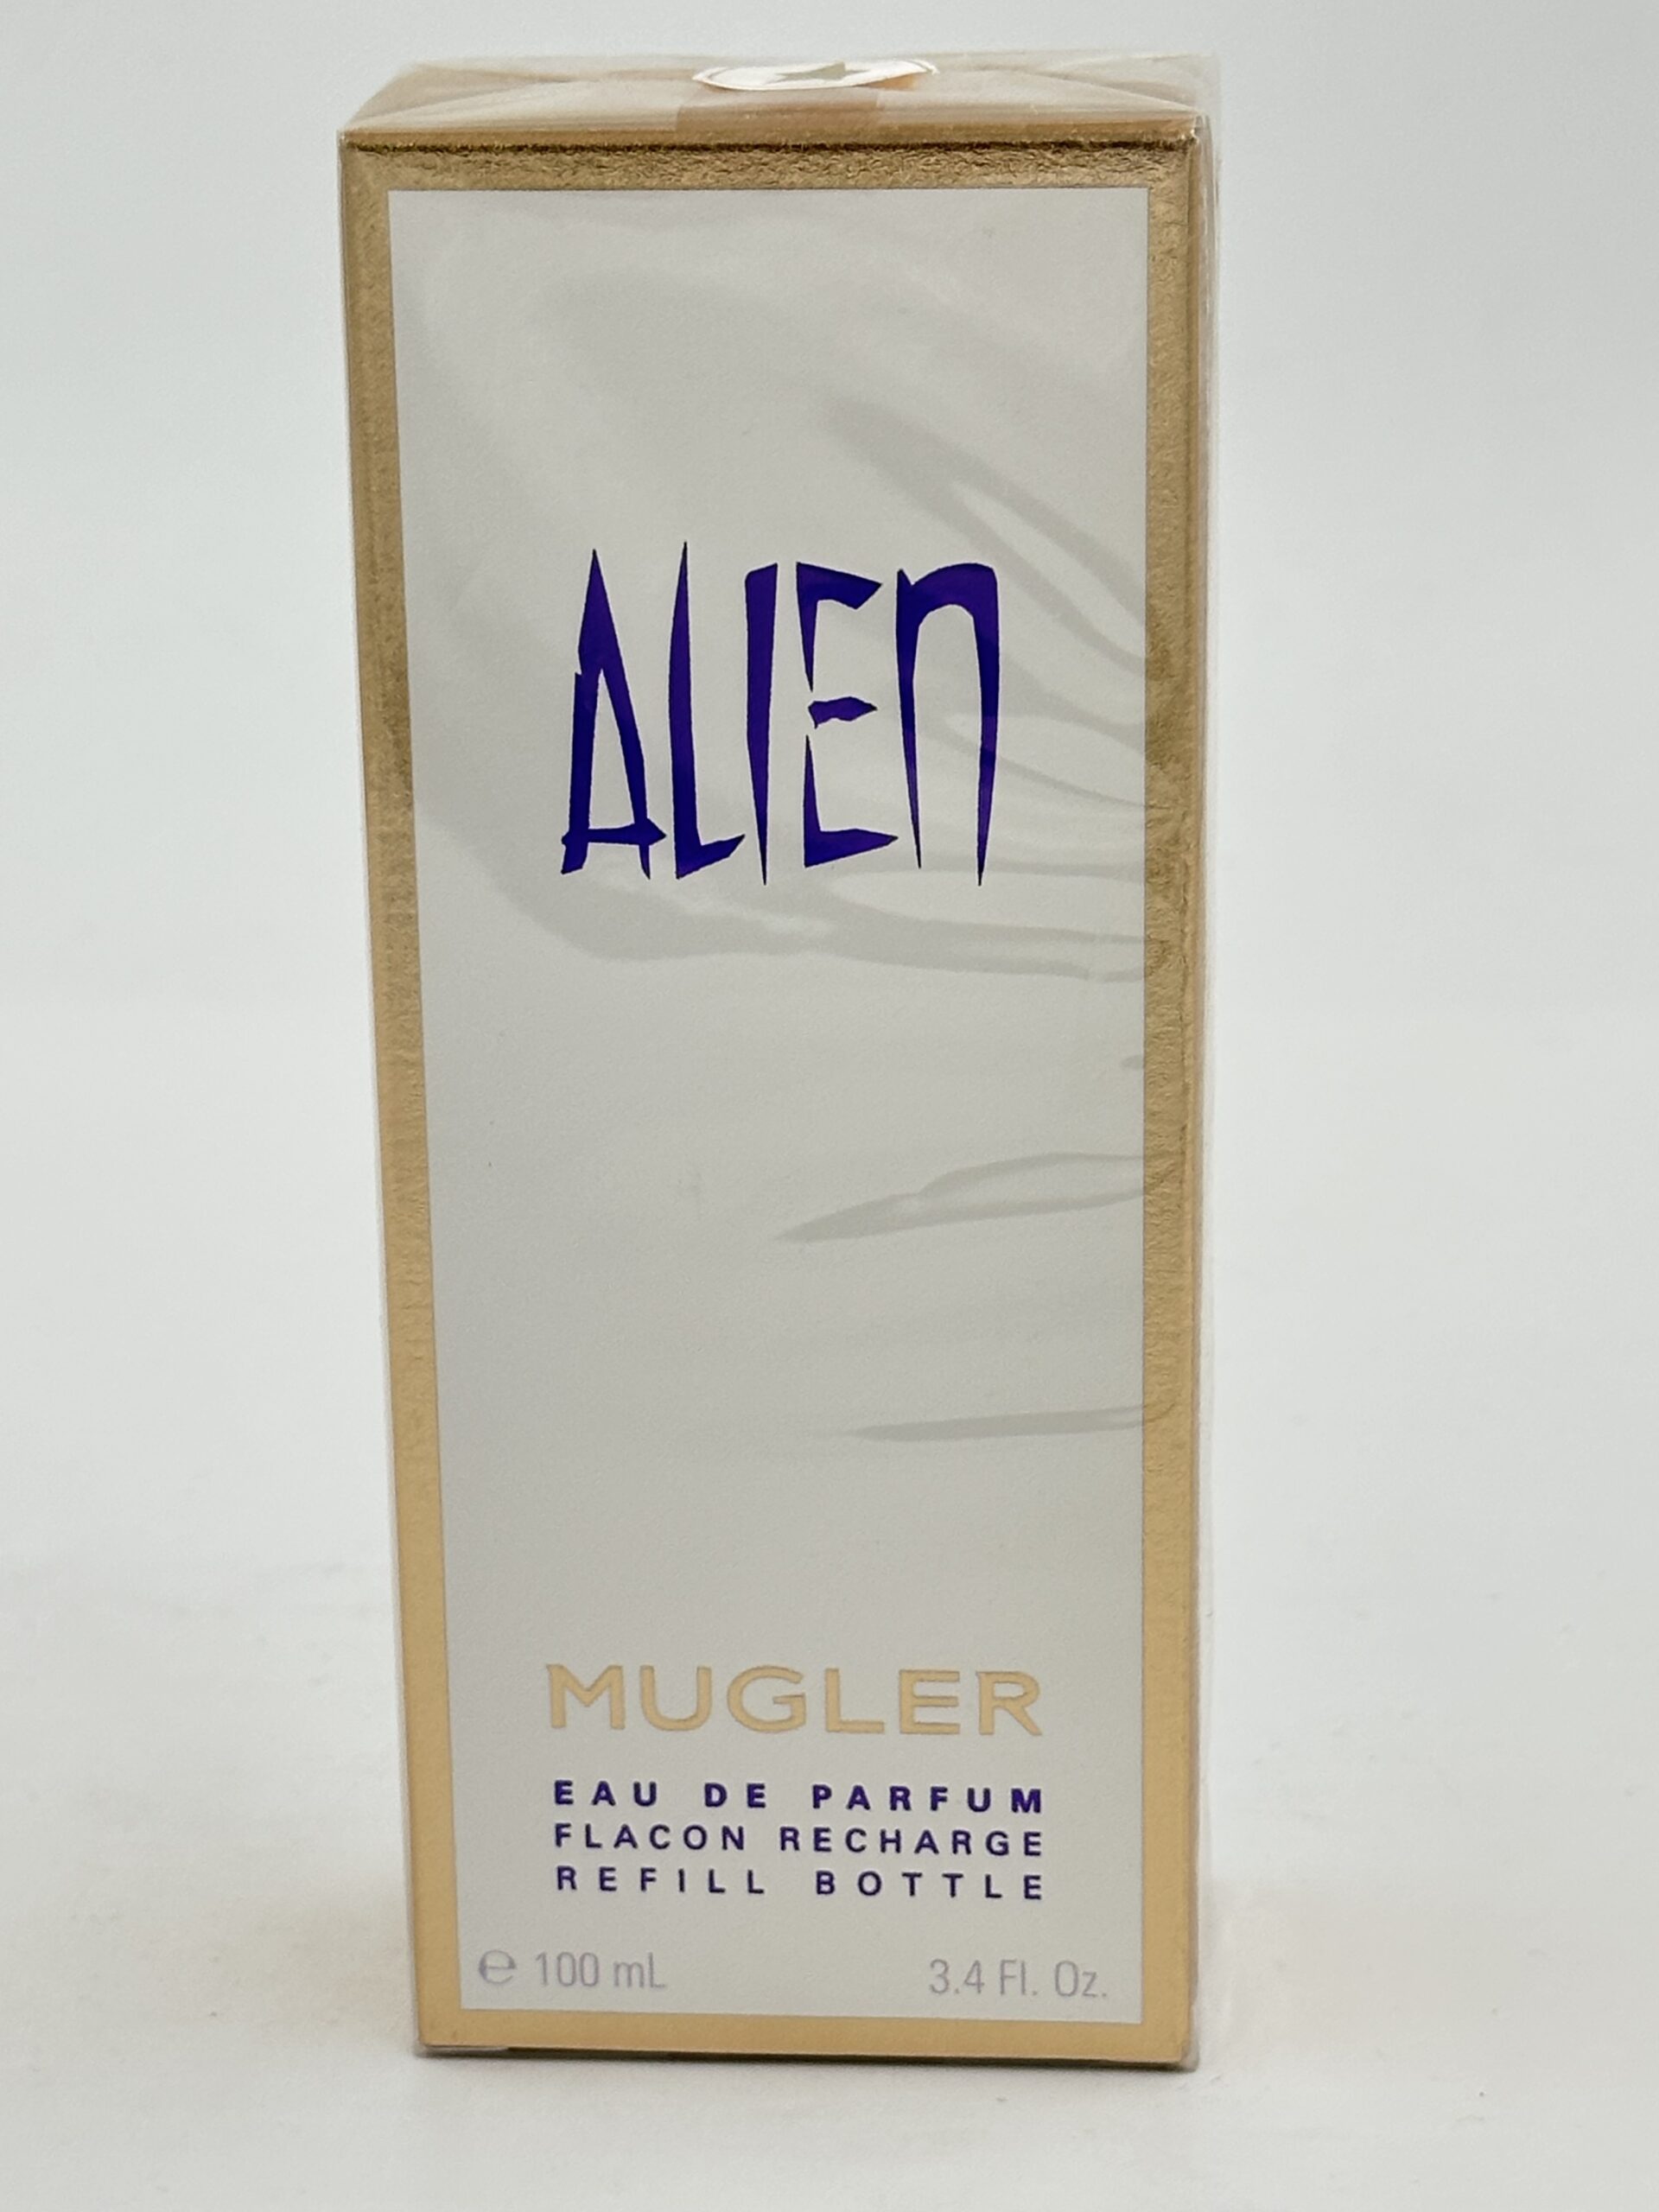 ALIEN
MUGLER
EAU DE PARFUM
FLACON RECHARGE
REFILL BOTTLE
℮ 100 mL 3.4 Fl. Oz.